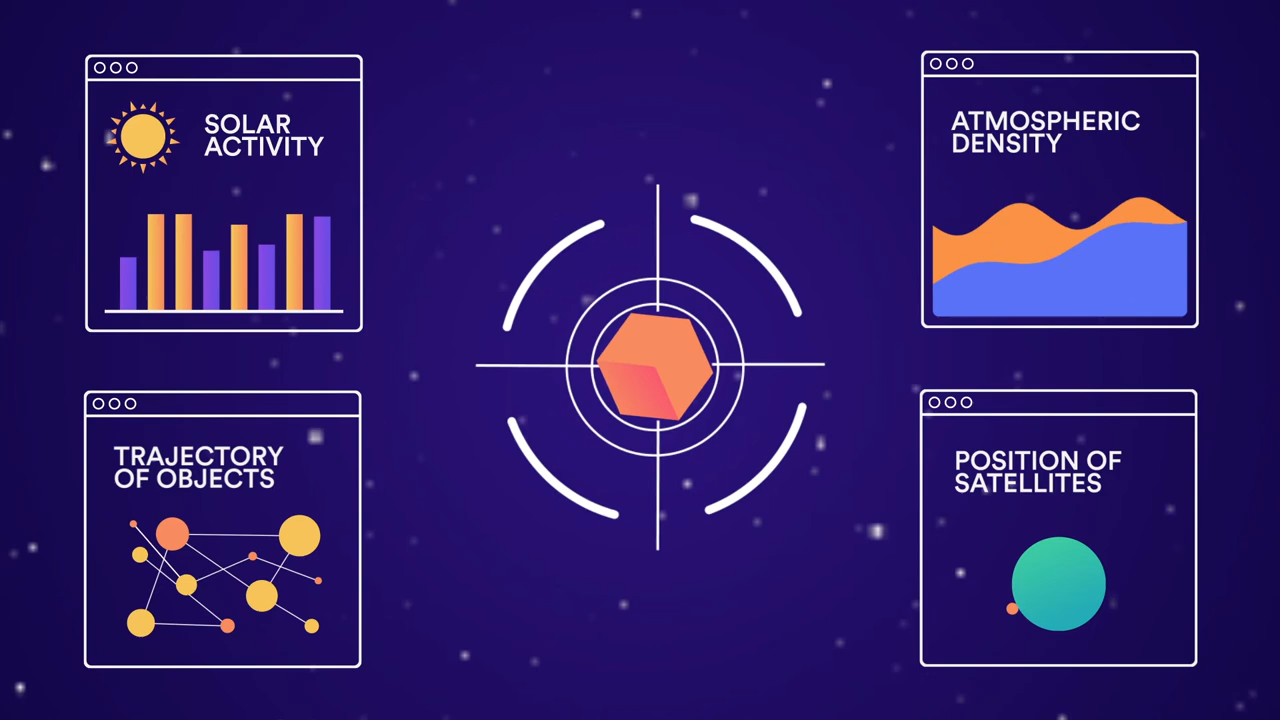 SOLAR
ACTIVITY
ATMOSPHERIC
DENSITY
TRAJECTORY
OF OBJECTS
POSITION OF
SATELLITES